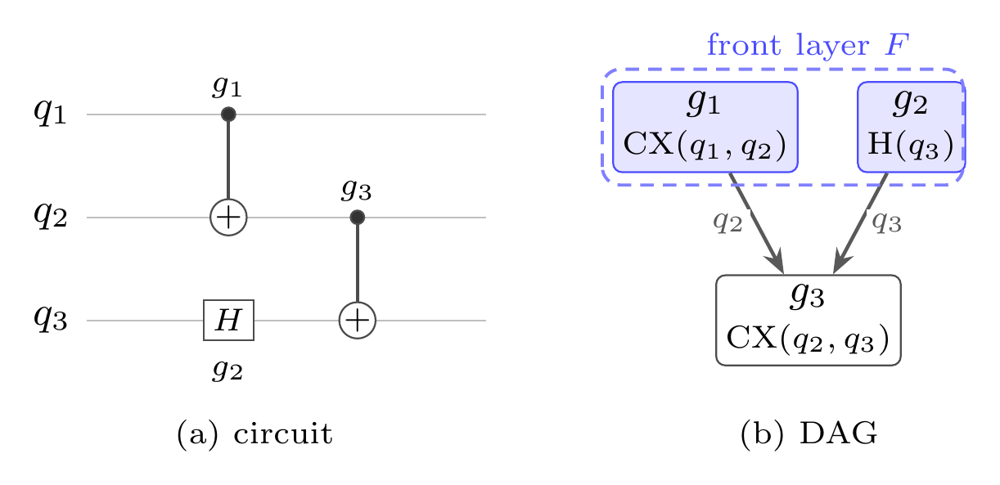 g₁
q₁
q₂
g₃
q₃
H
g₂
(a) circuit
front layer F
g₁
CX(q₁, q₂)
g₂
H(q₃)
q₂
q₃
g₃
CX(q₂, q₃)
(b) DAG